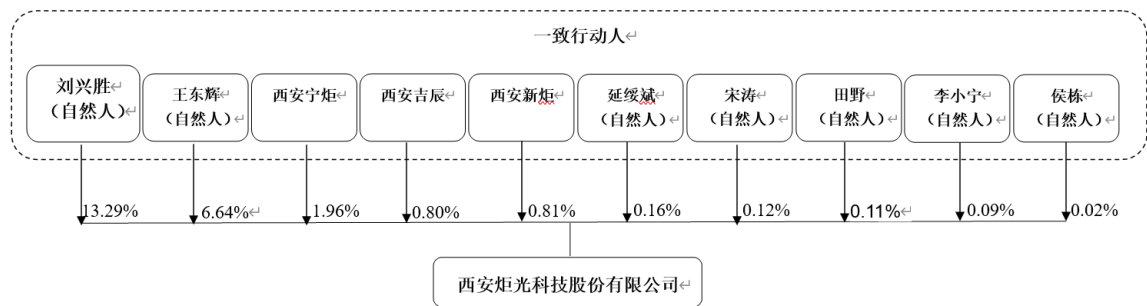 一致行动人
刘兴胜
（自然人）
王东辉
（自然人）
西安宁炬
西安吉辰
西安新炬
延绥斌
（自然人）
宋涛
（自然人）
田野
（自然人）
李小宁
（自然人）
侯栋
（自然人）
13.29%
6.64%
1.96%
0.80%
0.81%
0.16%
0.12%
0.11%
0.09%
0.02%
西安炬光科技股份有限公司